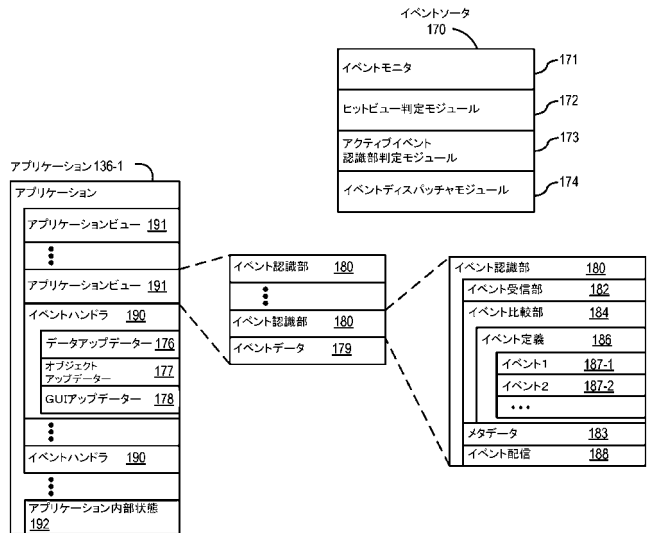 イベントソータ
170
イベントモニタ
171
ヒットビュー判定モジュール
172
アクティブイベント
認識部判定モジュール
173
イベントディスパッチャモジュール
174
アプリケーション136-1
アプリケーション
アプリケーションビュー 191
アプリケーションビュー 191
イベントハンドラ 190
データアップデーター 176
オブジェクト
アップデーター 177
GUIアップデーター 178
イベントハンドラ 190
アプリケーション内部状態
192
イベント認識部 180
イベント認識部 180
イベントデータ 179
イベント認識部 180
イベント受信部 182
イベント比較部 184
イベント定義 186
イベント1 187-1
イベント2 187-2
• • •
メタデータ 183
イベント配信 188